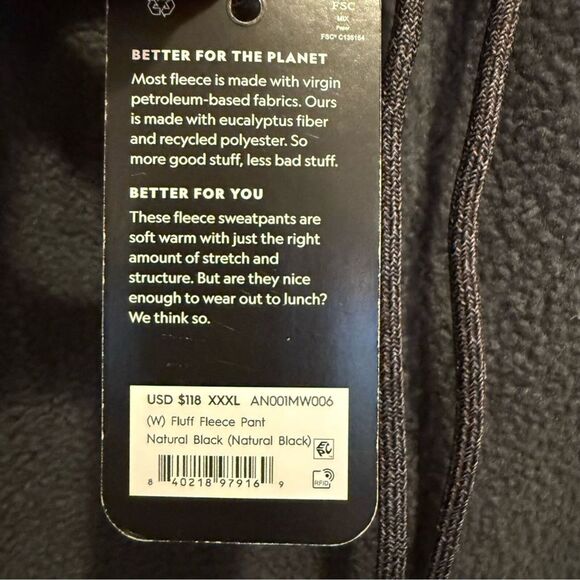 FSC
MIX
Paper
FSC® C135154
BETTER FOR THE PLANET
Most fleece is made with virgin
petroleum-based fabrics. Ours
is made with eucalyptus fiber
and recycled polyester. So
more good stuff, less bad stuff.
BETTER FOR YOU
These fleece sweatpants are
soft warm with just the right
amount of stretch and
structure. But are they nice
enough to wear out to lunch?
We think so.
USD $118 XXXL AN001MW006
(W) Fluff Fleece Pant
Natural Black (Natural Black)
8 40218 97916 9
RFID